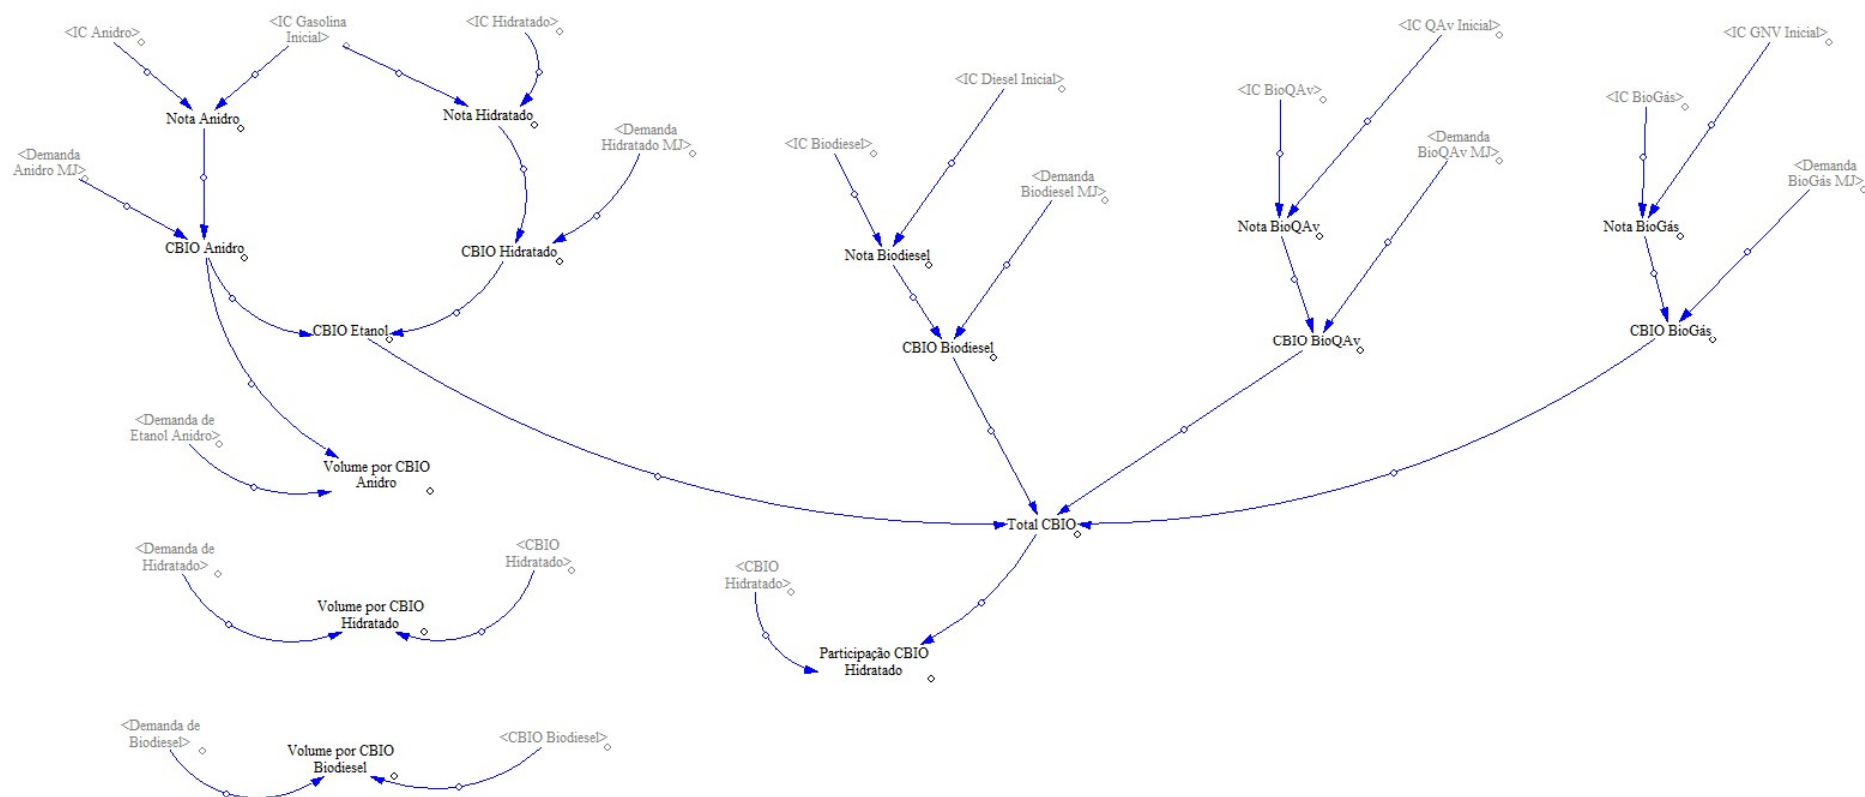 <IC Anidro>
<IC Gasolina
Inicial>
<IC Hidratado>
<IC QAv Inicial>
<IC GNV Inicial>
<IC Diesel Inicial>
<IC BioQAv>
<IC BioGás>
Nota Anidro
Nota Hidratado
<Demanda
Hidratado MJ>
<IC Biodiesel>
<Demanda
BioQAv MJ>
<Demanda
Anidro MJ>
<Demanda
Biodiesel MJ>
<Demanda
BioGás MJ>
Nota BioQAv
Nota BioGás
CBIO Anidro
CBIO Hidratado
Nota Biodiesel
CBIO Etanol
CBIO Biodiesel
CBIO BioQAv
CBIO BioGás
<Demanda de
Etanol Anidro>
Volume por CBIO
Anidro
Total CBIO
<Demanda de
Hidratado>
<CBIO
Hidratado>
<CBIO
Hidratado>
Volume por CBIO
Hidratado
Participação CBIO
Hidratado
<Demanda de
Biodiesel>
<CBIO Biodiesel>
Volume por CBIO
Biodiesel